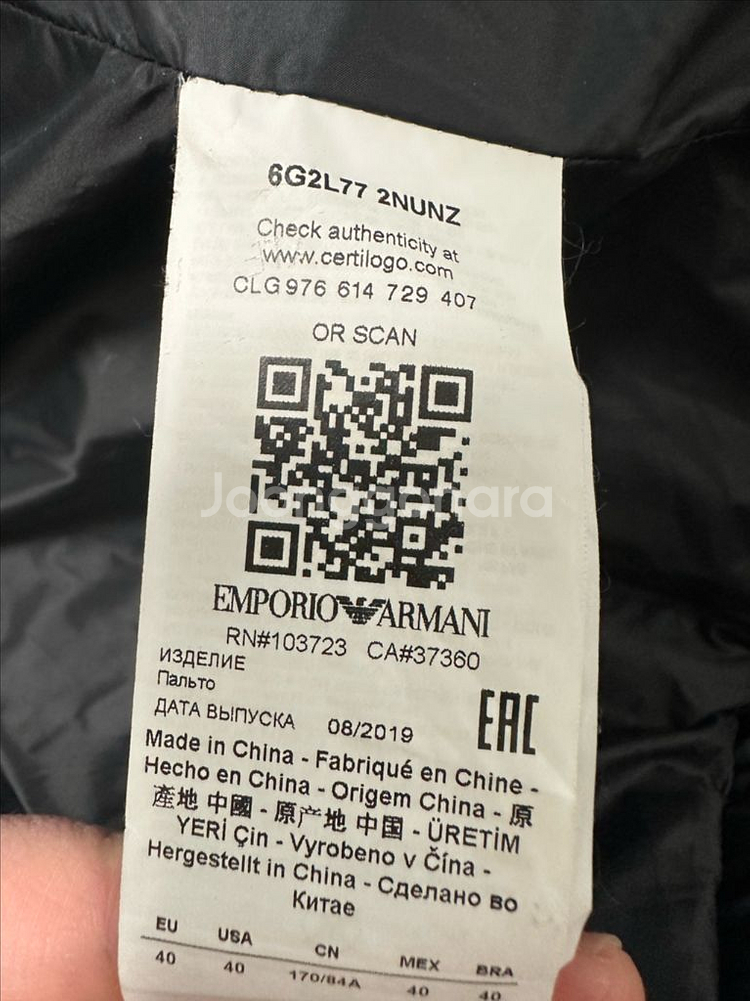 6G2L77 2NUNZ
Check authenticity at
www.certilogo.com
CLG 976 614 729 407
OR SCAN
Joonggonnara
EMPORIO ARMANI
RN#103723 CA#37360
ИЗДЕЛИЕ
Пальто
ДАТА ВЫПУСКА 08/2019
EAC
Made in China - Fabriqué en Chine -
Hecho en China - Origem China - 原
產地 中國 - 原产地 中国 - ÜRETİM
YERİ Çin - Vyrobeno v Čína -
Hergestellt in China - Сделано во
Китае
EU USA CN MEX BRA
40 40 170/84A 40 40